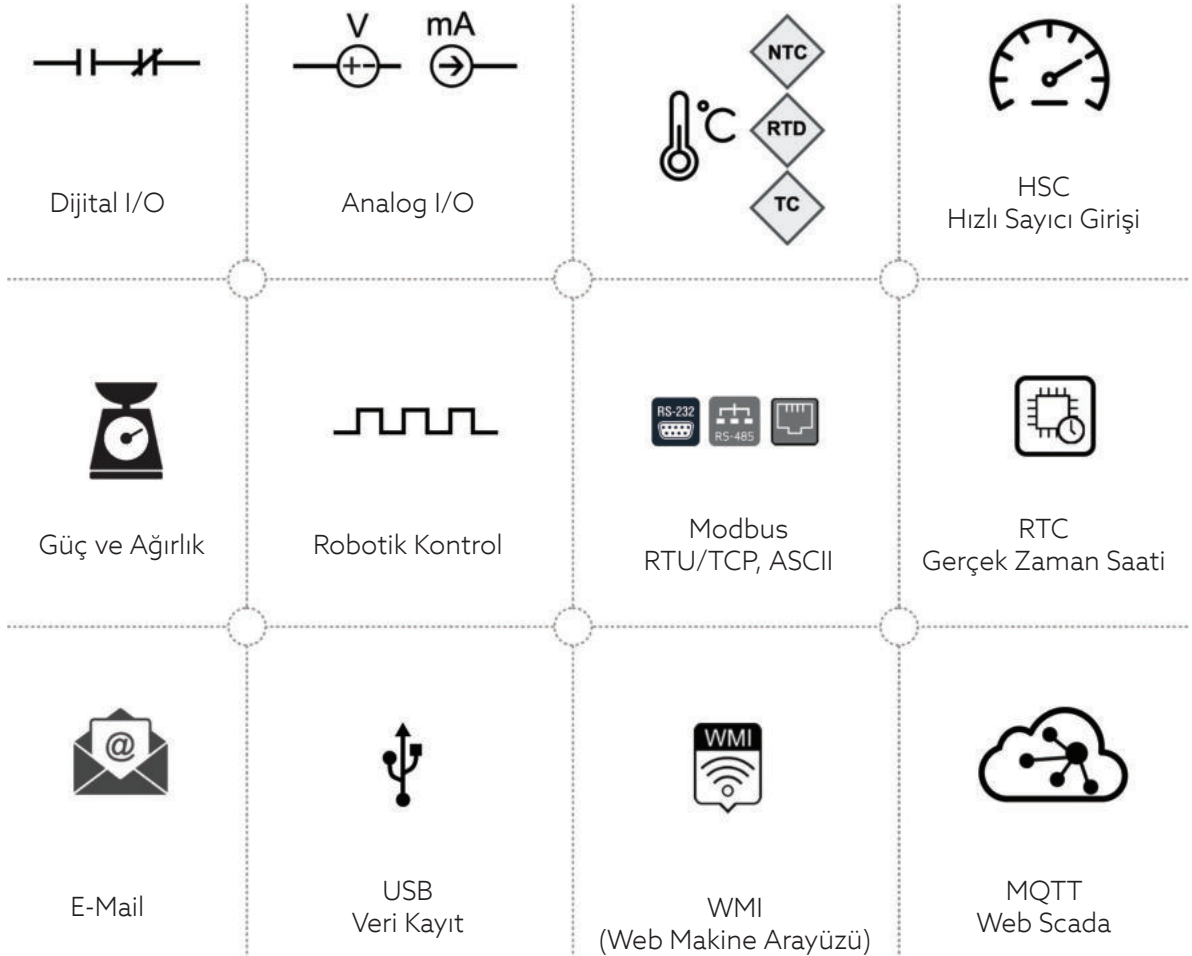 V
mA
NTC
°C
RTD
TC
Dijital I/O
Analog I/O
HSC
Hızlı Sayıcı Girişi
RS-232
RS-485
Güç ve Ağırlık
Robotik Kontrol
Modbus
RTU/TCP, ASCII
RTC
Gerçek Zaman Saati
@
WMI
E-Mail
USB
Veri Kayıt
WMI
(Web Makine Arayüzü)
MQTT
Web Scada